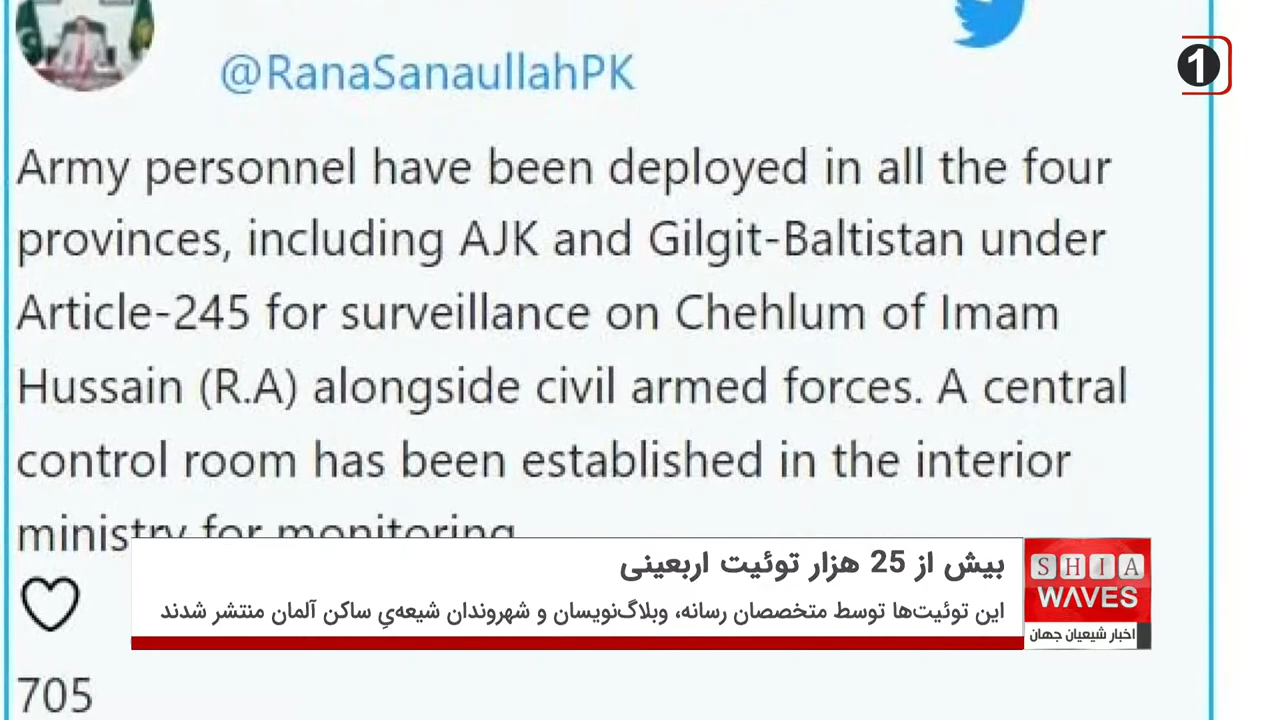 @RanaSanaullahPK
1
Army personnel have been deployed in all the four
provinces, including AJK and Gilgit-Baltistan under
Article-245 for surveillance on Chehlum of Imam
Hussain (R.A) alongside civil armed forces. A central
control room has been established in the interior
ministry for monitoring
بیش از 25 هزار توئیت اربعینی
این توئیت‌ها توسط متخصصان رسانه، وبلاگ‌نویسان و شهروندان شیعه‌یِ ساکن آلمان منتشر شدند
SHIA
WAVES
اخبار شیعیان جهان
705